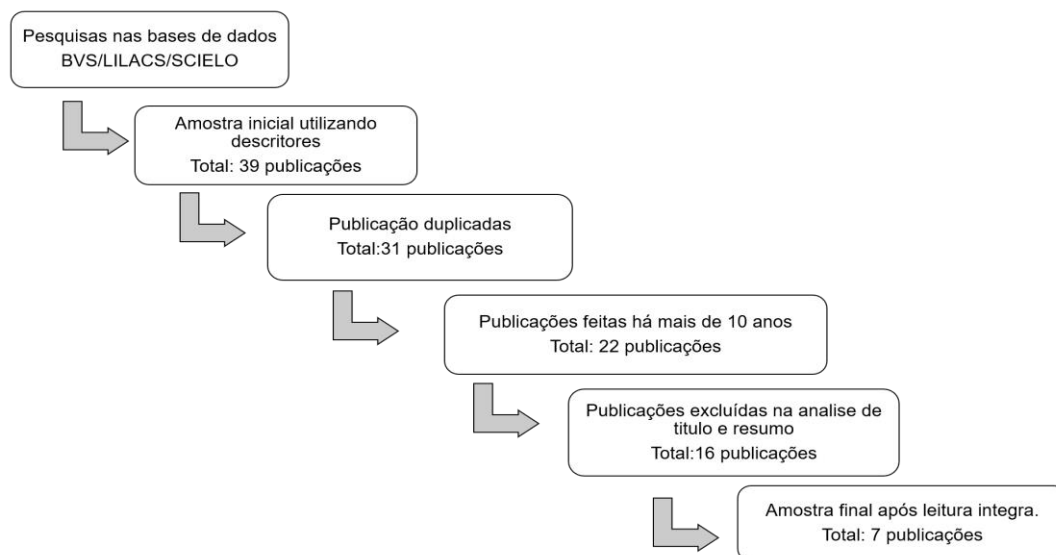 Pesquisas nas bases de dados
BVS/LILACS/SCIELO
Amostra inicial utilizando
descritores
Total: 39 publicações
Publicação duplicadas
Total:31 publicações
Publicações feitas há mais de 10 anos
Total: 22 publicações
Publicações excluídas na analise de
titulo e resumo
Total:16 publicações
Amostra final após leitura integra.
Total: 7 publicações